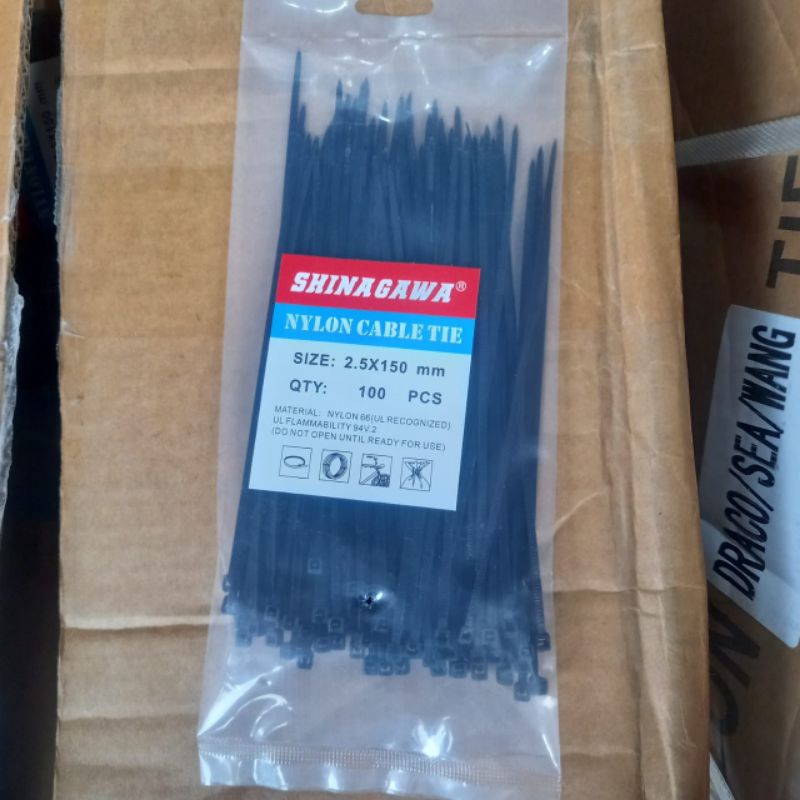 SHINAGAWA®
NYLON CABLE TIE
SIZE: 2.5X150 mm
QTY: 100 PCS
MATERIAL: NYLON 66(UL RECOGNIZED)
UL FLAMMABILITY 94V.2
(DO NOT OPEN UNTIL READY FOR USE)
DRACO/SEA/WANG
TIE
ON